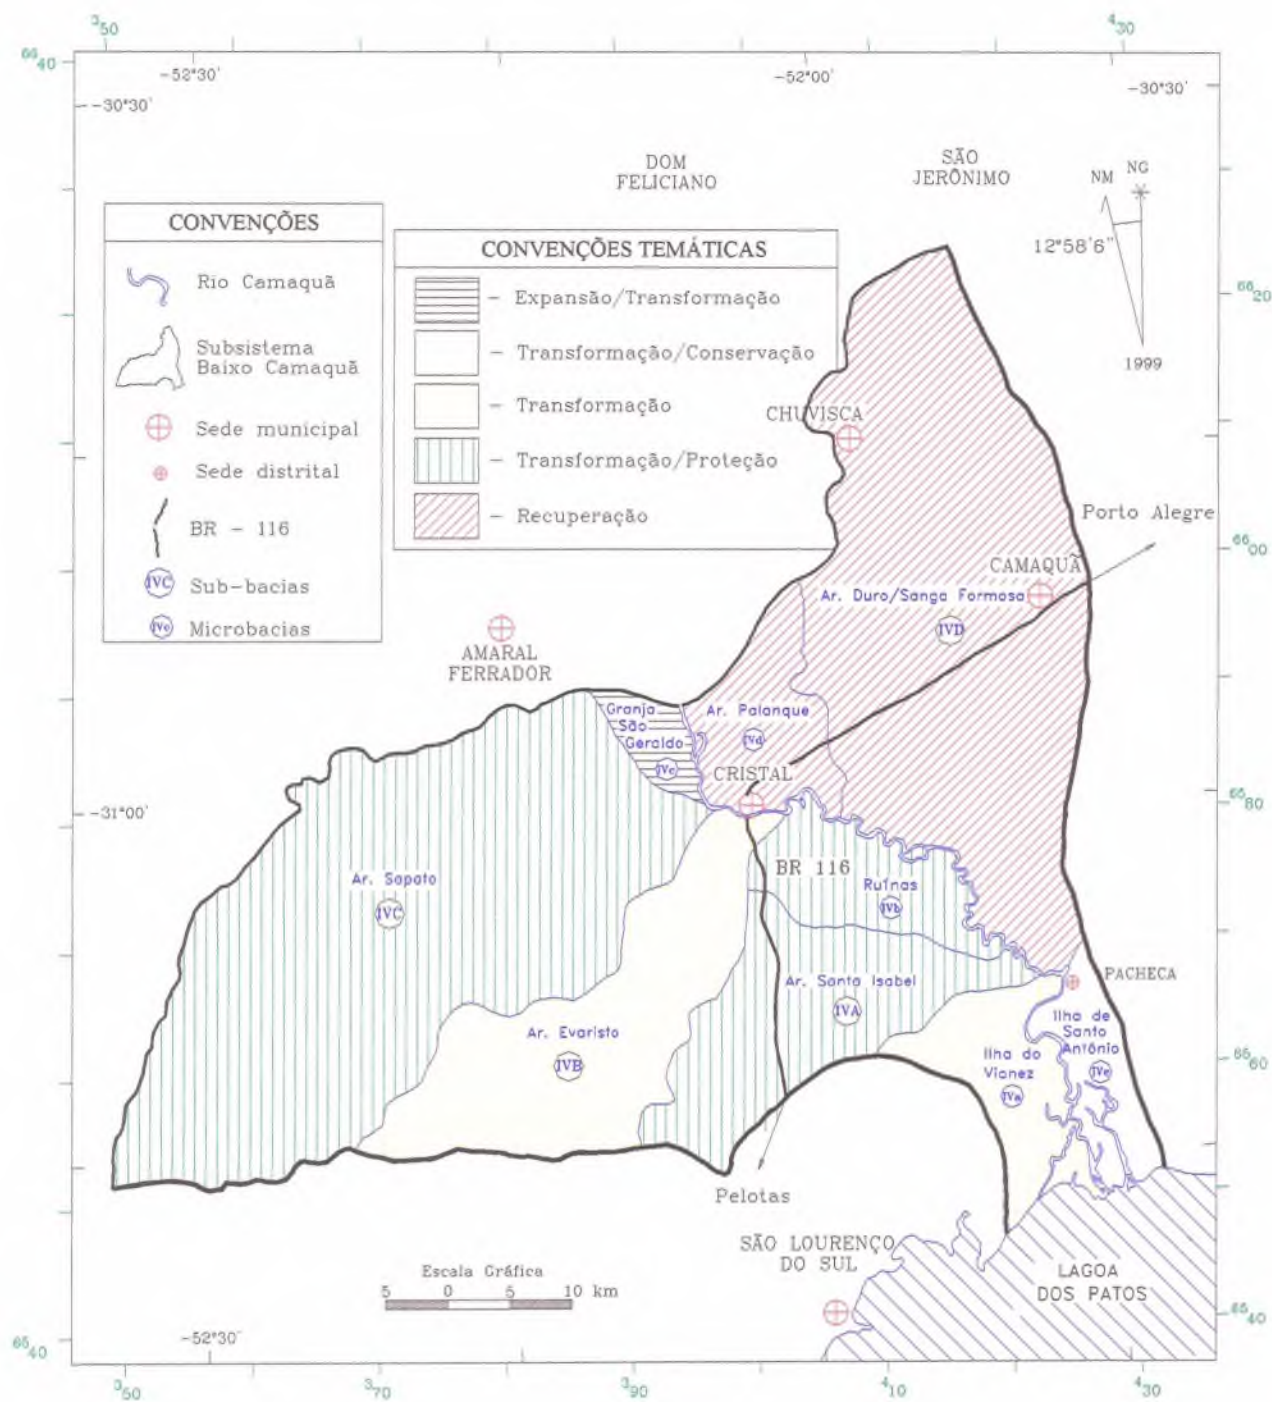 ³50
⁴30
⁶⁶40
-52°30'
-52°00'
-30°30'
-30°30'
DOM
FELICIANO
SÃO
JERÔNIMO
NM
NG
12°58'6"
1999
CONVENÇÕES
Rio Camaquã
Subsistema
Baixo Camaquã
Sede municipal
Sede distrital
BR - 116
IVC
Sub-bacias
IVe
Microbacias
CONVENÇÕES TEMÁTICAS
- Expansão/Transformação
- Transformação/Conservação
- Transformação
- Transformação/Proteção
- Recuperação
⁶⁶20
CHUVISCA
Porto Alegre
⁶⁶00
CAMAQUÃ
Ar. Duro/Sanga Formosa
IVD
AMARAL
FERRADOR
Granja
São
Geraldo
IVc
Ar. Palanque
IVd
CRISTAL
⁶⁵80
-31°00'
BR 116
Ar. Sapato
IVC
Ruínas
IVb
Ar. Santa Isabel
IVA
PACHECA
Ilha de
Santo
Antônio
IVe
Ar. Evaristo
IVB
Ilha do
Vianez
IVa
⁶⁵60
Pelotas
SÃO LOURENÇO
DO SUL
LAGOA
DOS PATOS
Escala Gráfica
5 0 5 10 km
-52°30'
⁶⁵40
⁶⁵40
³50
³70
³90
⁴10
⁴30